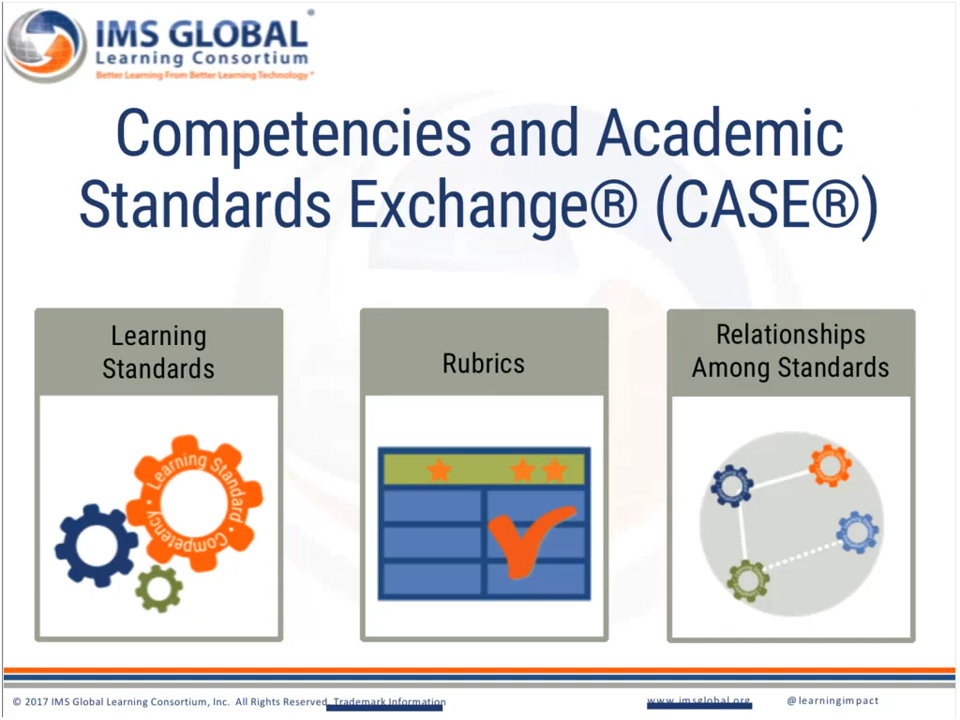 IMS GLOBAL®
Learning Consortium
Better Learning From Better Learning Technology®
Competencies and Academic
Standards Exchange® (CASE®)
Learning
Standards
Rubrics
Relationships
Among Standards
Learning Standard • Competency •
© 2017 IMS Global Learning Consortium, Inc. All Rights Reserved. Trademark Information
www.imsglobal.org
@learningimpact